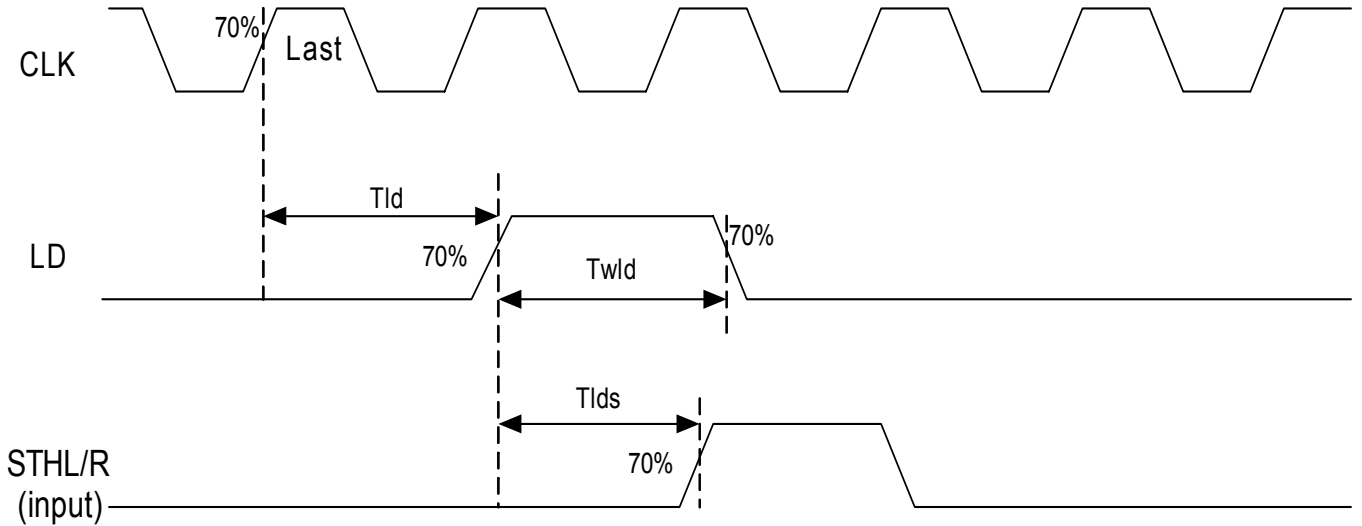 70%
Last
CLK
Tld
70%
70%
LD
Twld
Tlds
70%
STHL/R
(input)